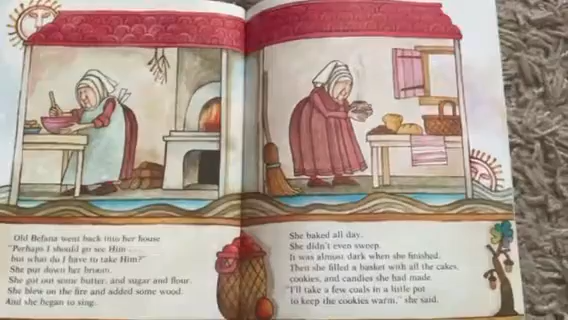 Old Befana went back into her house.
"Perhaps I should go see Him . . . .
but what do I have to take Him?"
She put down her broom.
She got out some butter, and sugar and flour.
She blew on the fire and added some wood.
And she began to sing.
She baked all day.
She didn't even sweep.
It was almost dark when she finished.
Then she filled a basket with all the cakes,
cookies, and candies she had made.
"I'll take a few coals in a little pot
to keep the cookies warm," she said.